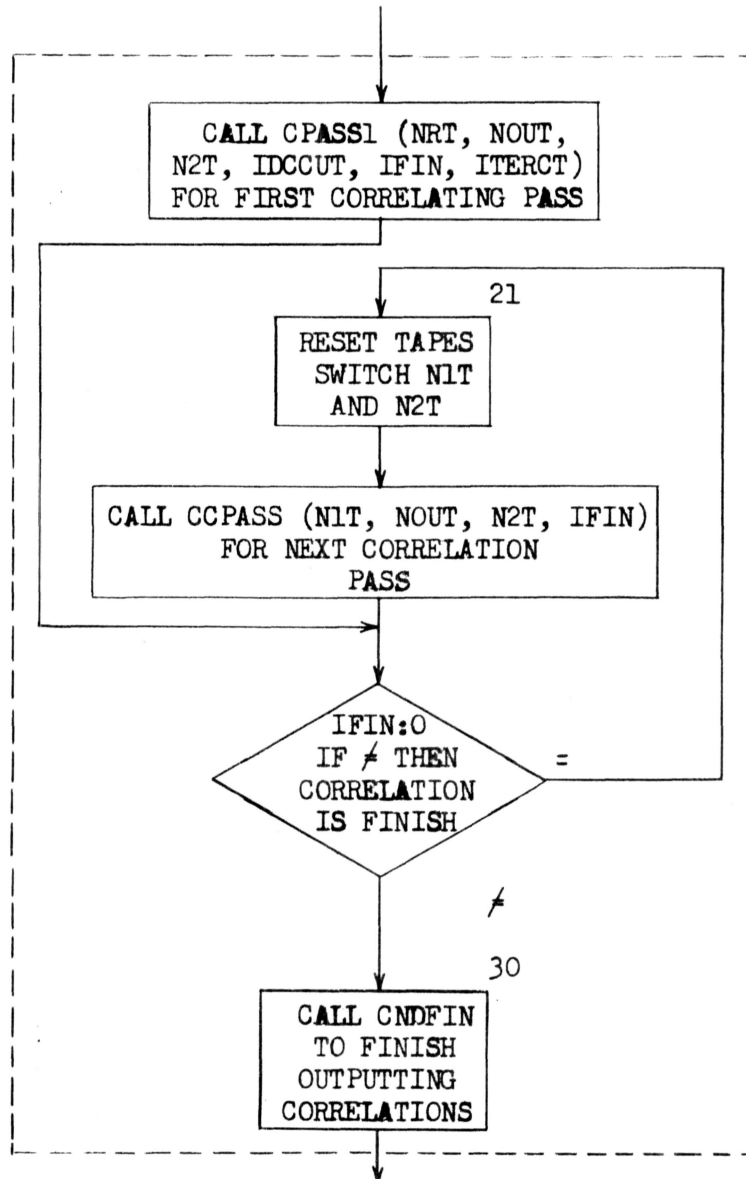 CALL CPASS1 (NRT, NOUT,
N2T, IDCCUT, IFIN, ITERCT)
FOR FIRST CORRELATING PASS
21
RESET TAPES
SWITCH N1T
AND N2T
CALL CCPASS (N1T, NOUT, N2T, IFIN)
FOR NEXT CORRELATION
PASS
IFIN:O
IF ≠ THEN
CORRELATION
IS FINISH
=
≠
30
CALL CNDFIN
TO FINISH
OUTPUTTING
CORRELATIONS